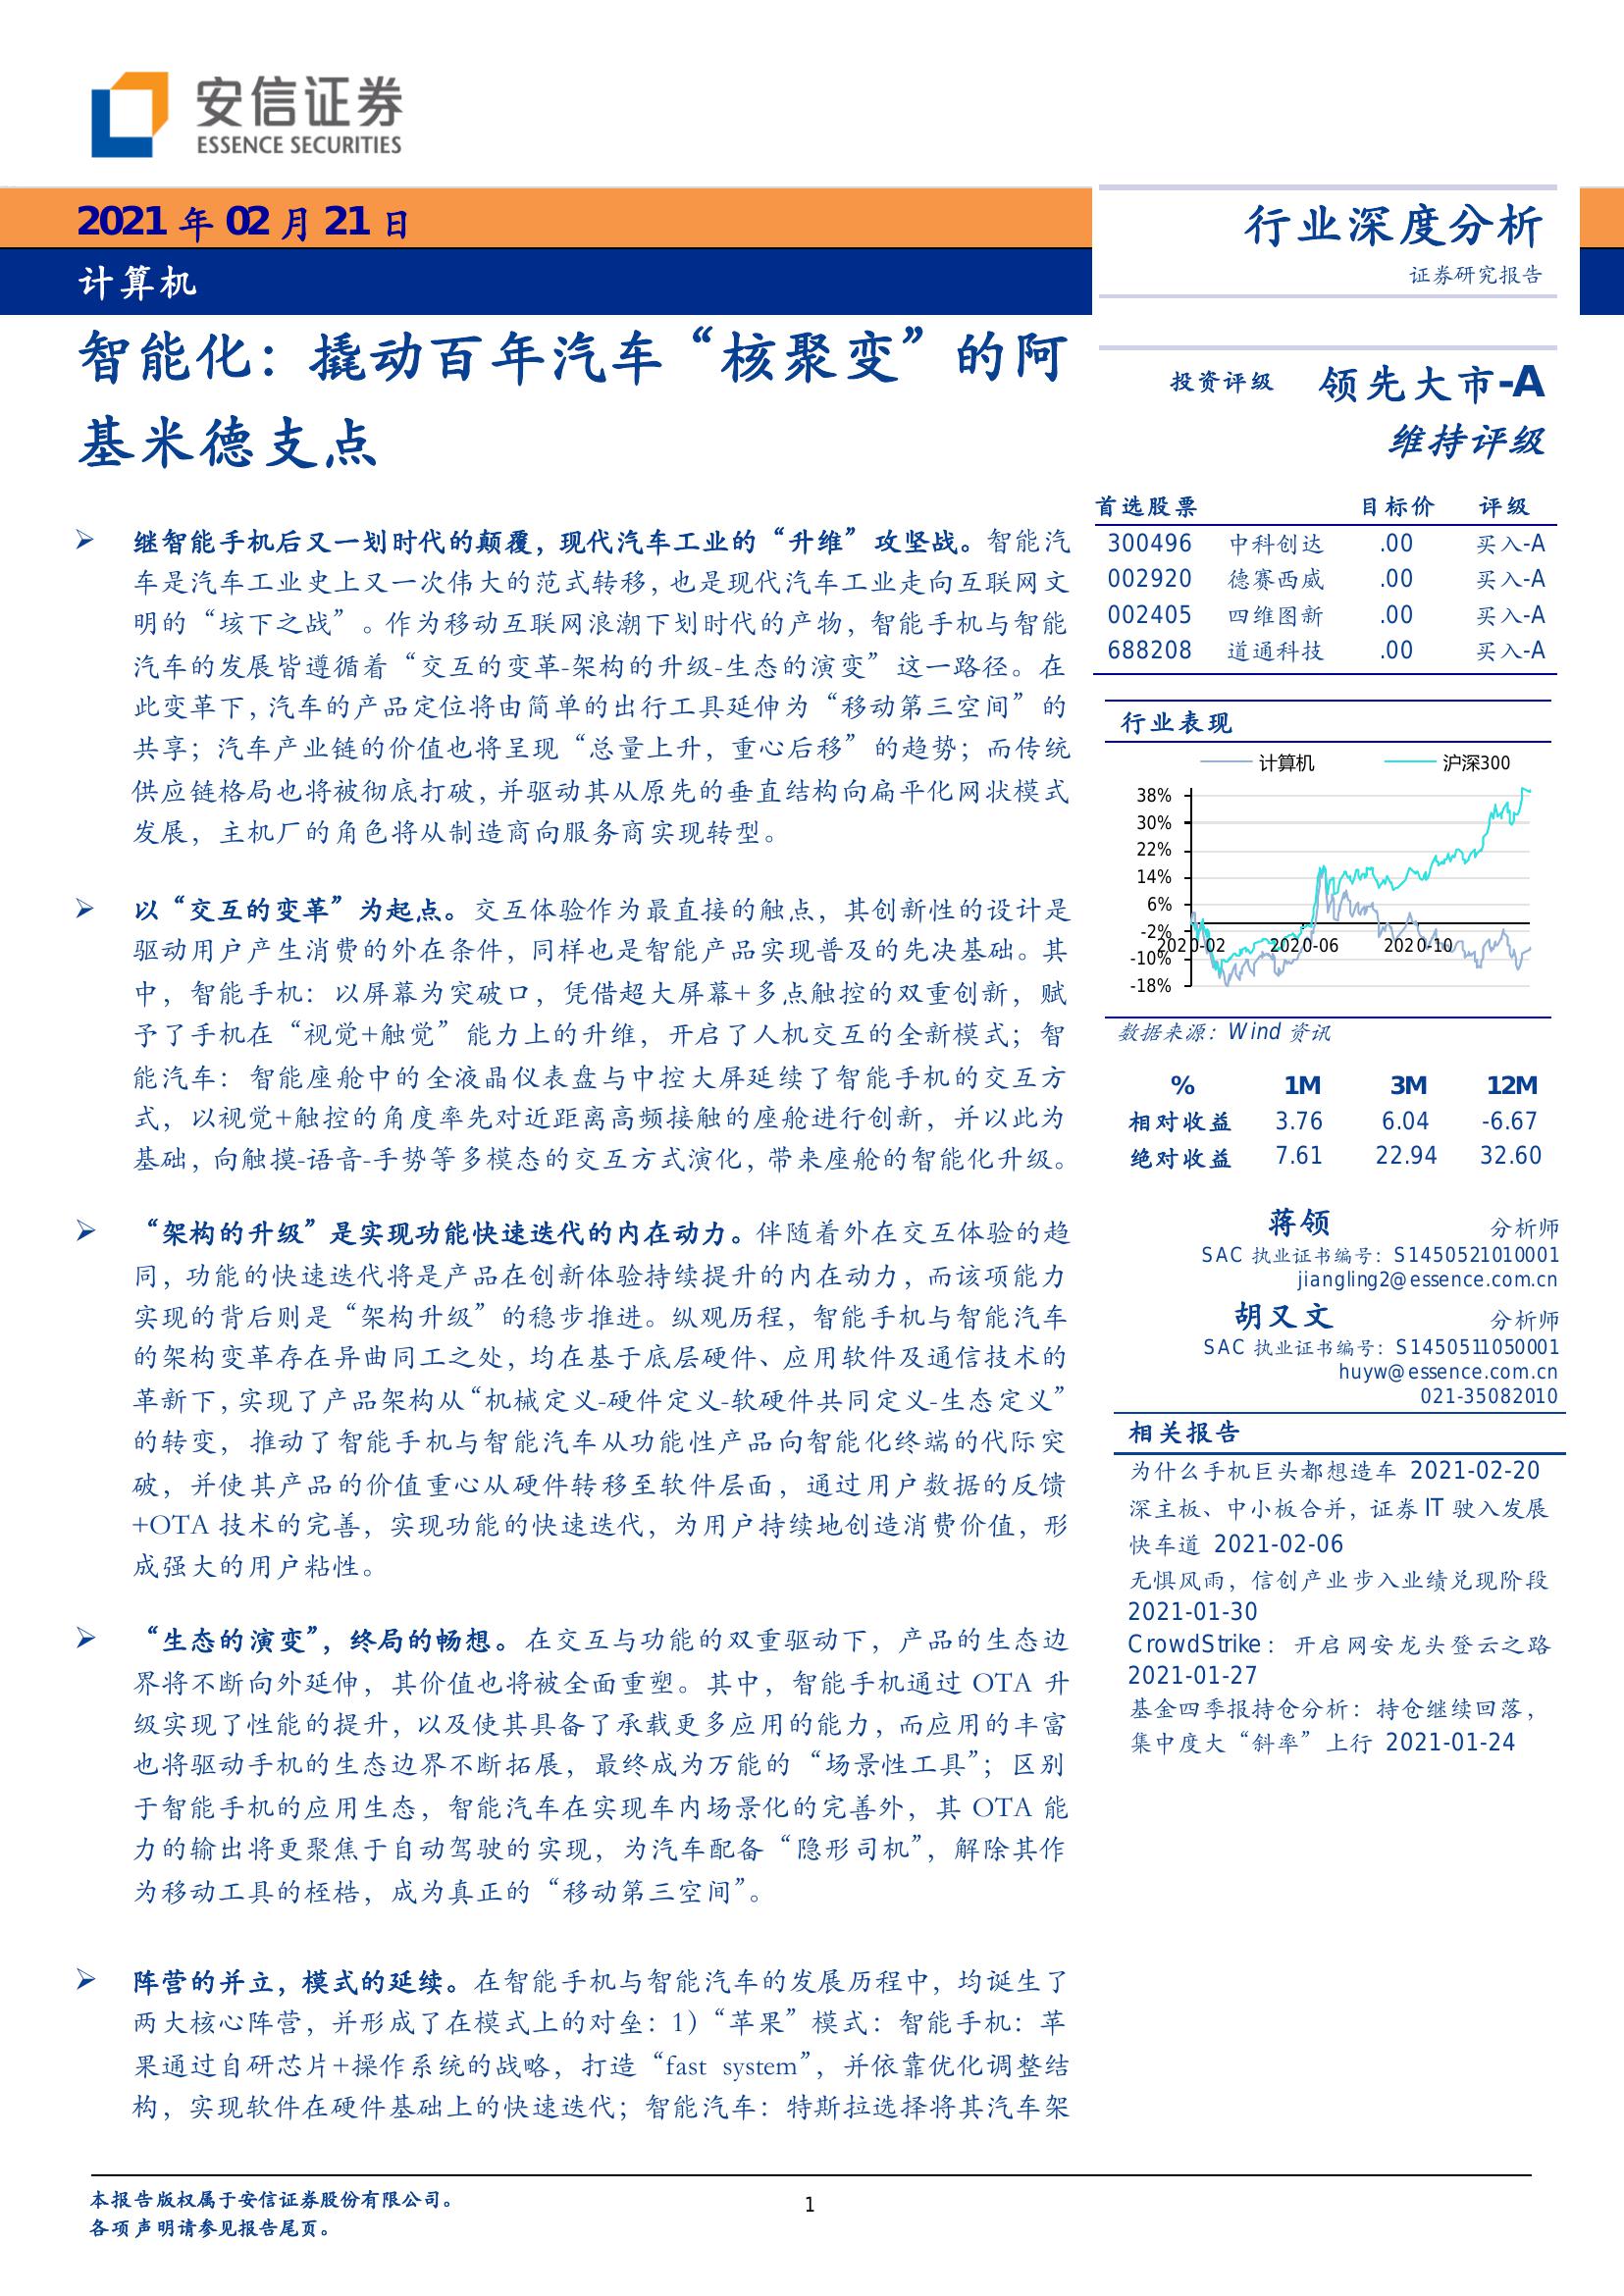 安信证券
ESSENCE SECURITIES
2021 年 02 月 21 日
计算机
行业深度分析
证券研究报告
智能化：撬动百年汽车“核聚变”的阿
基米德支点
➢ 继智能手机后又一划时代的颠覆，现代汽车工业的“升维”攻坚战。智能汽
车是汽车工业史上又一次伟大的范式转移，也是现代汽车工业走向互联网文
明的“垓下之战”。作为移动互联网浪潮下划时代的产物，智能手机与智能
汽车的发展皆遵循着“交互的变革-架构的升级-生态的演变”这一路径。在
此变革下，汽车的产品定位将由简单的出行工具延伸为“移动第三空间”的
共享；汽车产业链的价值也将呈现“总量上升，重心后移”的趋势；而传统
供应链格局也将被彻底打破，并驱动其从原先的垂直结构向扁平化网状模式
发展，主机厂的角色将从制造商向服务商实现转型。
➢ 以“交互的变革”为起点。交互体验作为最直接的触点，其创新性的设计是
驱动用户产生消费的外在条件，同样也是智能产品实现普及的先决基础。其
中，智能手机：以屏幕为突破口，凭借超大屏幕+多点触控的双重创新，赋
予了手机在“视觉+触觉”能力上的升维，开启了人机交互的全新模式；智
能汽车：智能座舱中的全液晶仪表盘与中控大屏延续了智能手机的交互方
式，以视觉+触控的角度率先对近距离高频接触的座舱进行创新，并以此为
基础，向触摸-语音-手势等多模态的交互方式演化，带来座舱的智能化升级。
➢ “架构的升级”是实现功能快速迭代的内在动力。伴随着外在交互体验的趋
同，功能的快速迭代将是产品在创新体验持续提升的内在动力，而该项能力
实现的背后则是“架构升级”的稳步推进。纵观历程，智能手机与智能汽车
的架构变革存在异曲同工之处，均在基于底层硬件、应用软件及通信技术的
革新下，实现了产品架构从“机械定义-硬件定义-软硬件共同定义-生态定义”
的转变，推动了智能手机与智能汽车从功能性产品向智能化终端的代际突
破，并使其产品的价值重心从硬件转移至软件层面，通过用户数据的反馈
+OTA 技术的完善，实现功能的快速迭代，为用户持续地创造消费价值，形
成强大的用户粘性。
➢ “生态的演变”，终局的畅想。在交互与功能的双重驱动下，产品的生态边
界将不断向外延伸，其价值也将被全面重塑。其中，智能手机通过 OTA 升
级实现了性能的提升，以及使其具备了承载更多应用的能力，而应用的丰富
也将驱动手机的生态边界不断拓展，最终成为万能的“场景性工具”；区别
于智能手机的应用生态，智能汽车在实现车内场景化的完善外，其 OTA 能
力的输出将更聚焦于自动驾驶的实现，为汽车配备“隐形司机”，解除其作
为移动工具的桎梏，成为真正的“移动第三空间”。
➢ 阵营的并立，模式的延续。在智能手机与智能汽车的发展历程中，均诞生了
两大核心阵营，并形成了在模式上的对垒：1）“苹果”模式：智能手机：苹
果通过自研芯片+操作系统的战略，打造“fast system”，并依靠优化调整结
构，实现软件在硬件基础上的快速迭代；智能汽车：特斯拉选择将其汽车架
投资评级 领先大市-A
维持评级
首选股票 目标价 评级
300496 中科创达 .00 买入-A
002920 德赛西威 .00 买入-A
002405 四维图新 .00 买入-A
688208 道通科技 .00 买入-A
行业表现
计算机 沪深300
38%
30%
22%
14%
6%
-2%
-10%
-18%
2020-02 2020-06 2020-10
数据来源：Wind 资讯
% 1M 3M 12M
相对收益 3.76 6.04 -6.67
绝对收益 7.61 22.94 32.60
蒋领 分析师
SAC 执业证书编号：S1450521010001
jiangling2@essence.com.cn
胡又文 分析师
SAC 执业证书编号：S1450511050001
huyw@essence.com.cn
021-35082010
相关报告
为什么手机巨头都想造车 2021-02-20
深主板、中小板合并，证券 IT 驶入发展
快车道 2021-02-06
无惧风雨，信创产业步入业绩兑现阶段
2021-01-30
CrowdStrike：开启网安龙头登云之路
2021-01-27
基金四季报持仓分析：持仓继续回落，
集中度大“斜率”上行 2021-01-24
本报告版权属于安信证券股份有限公司。
各项声明请参见报告尾页。
1